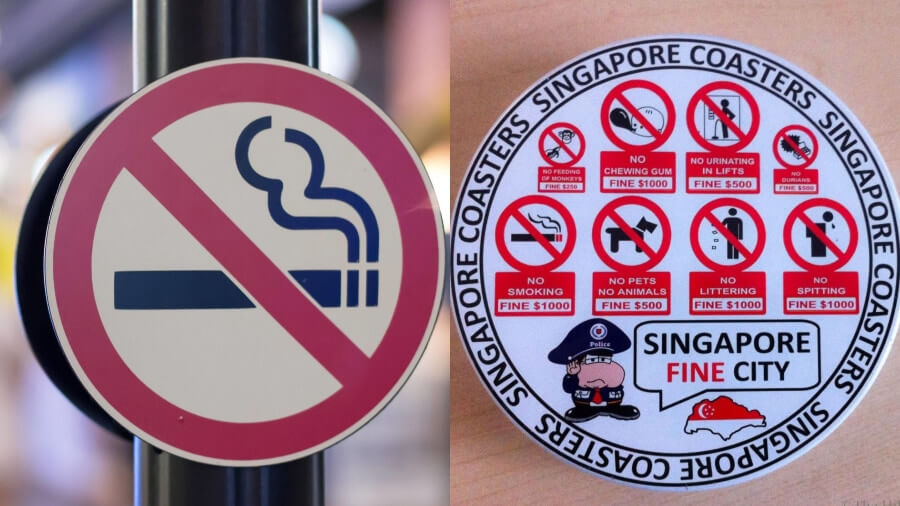 SINGAPORE COASTERS SINGAPORE COASTERS SINGAPORE COASTERS SINGAPORE COASTERS
NO FEEDING
OF MONKEYS
FINE $250
NO
CHEWING GUM
FINE $1000
NO URINATING
IN LIFTS
FINE $500
NO
DURIANS
FINE $500
NO
SMOKING
FINE $1000
NO PETS
NO ANIMALS
FINE $500
NO
LITTERING
FINE $1000
NO
SPITTING
FINE $1000
Police
SINGAPORE
FINE CITY